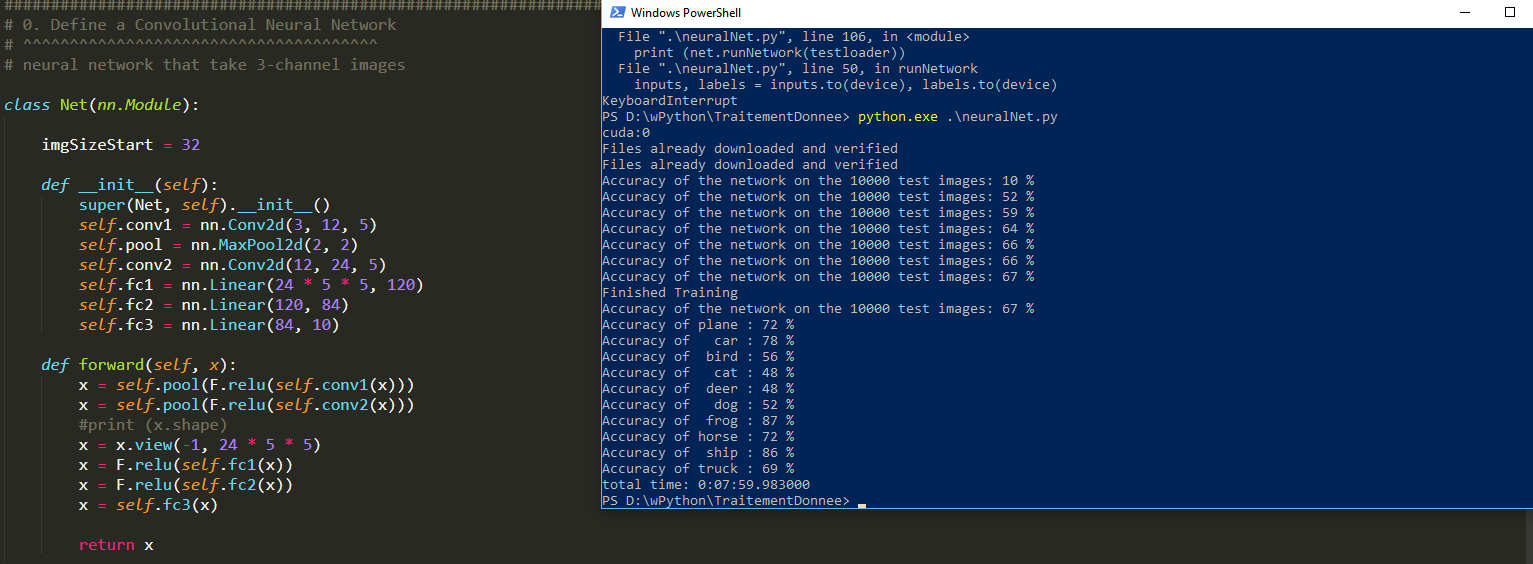 ################################################################
# 0. Define a Convolutional Neural Network
# ^^^^^^^^^^^^^^^^^^^^^^^^^^^^^^^^^^^^^^
# neural network that take 3-channel images
class Net(nn.Module):
    imgSizeStart = 32
    def __init__(self):
        super(Net, self).__init__()
        self.conv1 = nn.Conv2d(3, 12, 5)
        self.pool = nn.MaxPool2d(2, 2)
        self.conv2 = nn.Conv2d(12, 24, 5)
        self.fc1 = nn.Linear(24 * 5 * 5, 120)
        self.fc2 = nn.Linear(120, 84)
        self.fc3 = nn.Linear(84, 10)
    def forward(self, x):
        x = self.pool(F.relu(self.conv1(x)))
        x = self.pool(F.relu(self.conv2(x)))
        #print (x.shape)
        x = x.view(-1, 24 * 5 * 5)
        x = F.relu(self.fc1(x))
        x = F.relu(self.fc2(x))
        x = self.fc3(x)
        return x
Windows PowerShell
  File ".\neuralNet.py", line 106, in <module>
    print (net.runNetwork(testloader))
  File ".\neuralNet.py", line 50, in runNetwork
    inputs, labels = inputs.to(device), labels.to(device)
KeyboardInterrupt
PS D:\wPython\TraitementDonnee> python.exe .\neuralNet.py
cuda:0
Files already downloaded and verified
Files already downloaded and verified
Accuracy of the network on the 10000 test images: 10 %
Accuracy of the network on the 10000 test images: 52 %
Accuracy of the network on the 10000 test images: 59 %
Accuracy of the network on the 10000 test images: 64 %
Accuracy of the network on the 10000 test images: 66 %
Accuracy of the network on the 10000 test images: 66 %
Accuracy of the network on the 10000 test images: 67 %
Finished Training
Accuracy of the network on the 10000 test images: 67 %
Accuracy of plane : 72 %
Accuracy of   car : 78 %
Accuracy of  bird : 56 %
Accuracy of   cat : 48 %
Accuracy of  deer : 48 %
Accuracy of   dog : 52 %
Accuracy of  frog : 87 %
Accuracy of horse : 72 %
Accuracy of  ship : 86 %
Accuracy of truck : 69 %
total time: 0:07:59.983000
PS D:\wPython\TraitementDonnee>